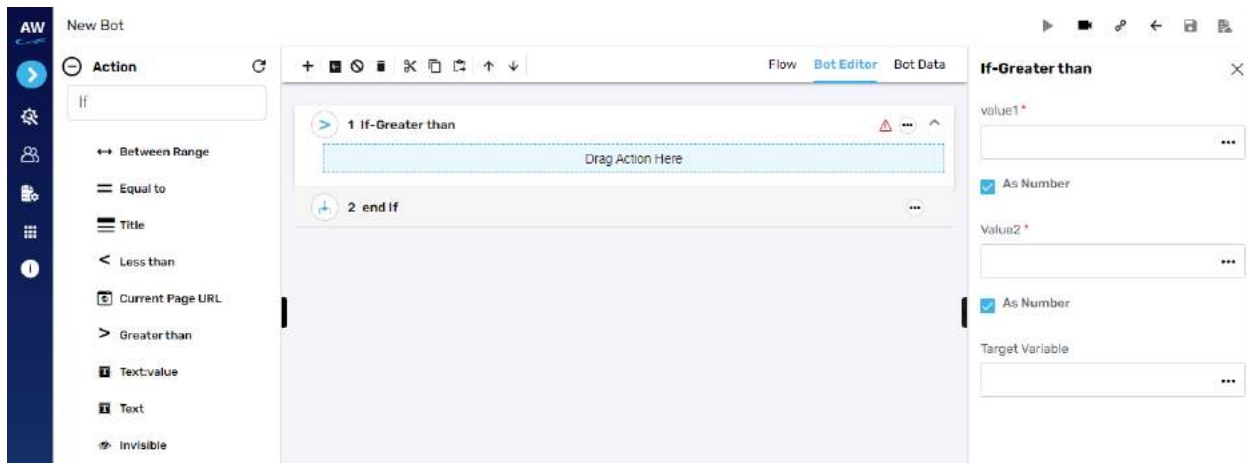 AW
New Bot
Action
If
Between Range
Equal to
Title
Less than
Current Page URL
Greater than
Text:value
Text
Invisible
Flow Bot Editor Bot Data
1 If-Greater than
Drag Action Here
2 end If
If-Greater than
value1*
As Number
Value2*
As Number
Target Variable